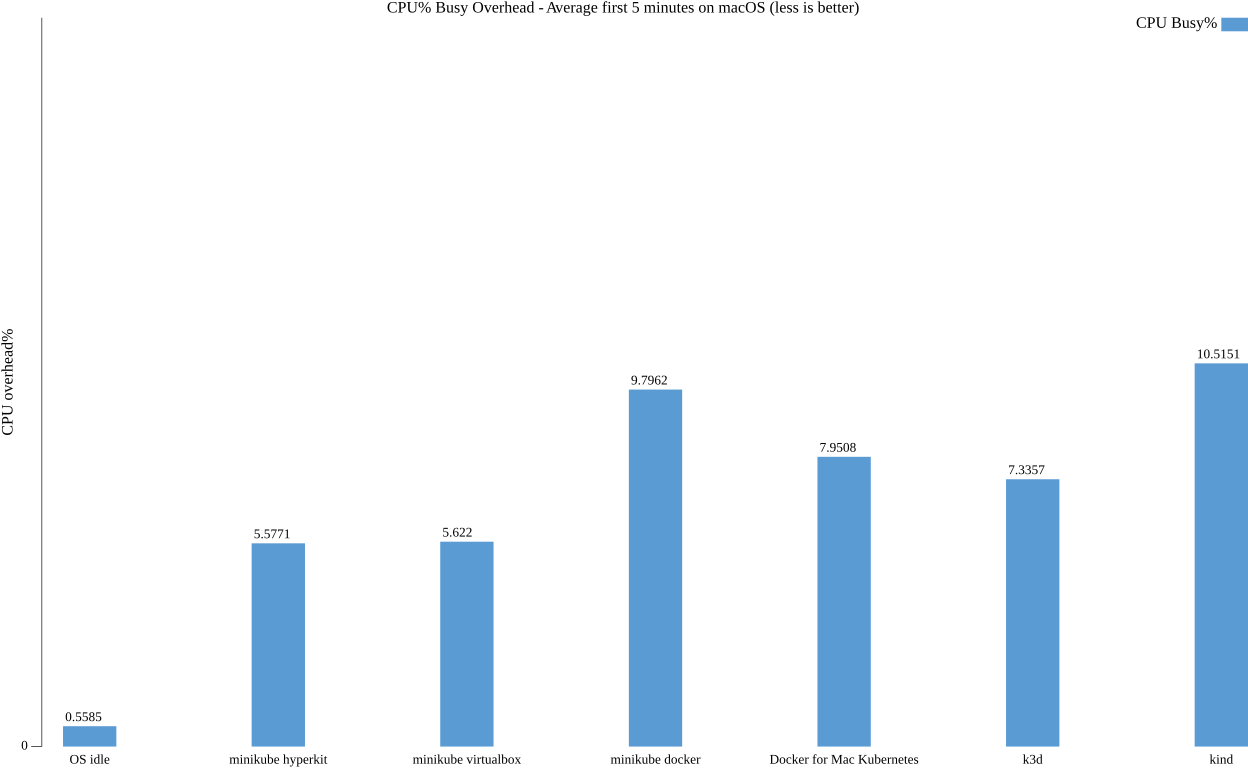 CPU% Busy Overhead - Average first 5 minutes on macOS (less is better)
CPU Busy%
CPU overhead%
10.5151
9.7962
7.9508
7.3357
5.5771
5.622
0.5585
0
OS idle
minikube hyperkit
minikube virtualbox
minikube docker
Docker for Mac Kubernetes
k3d
kind